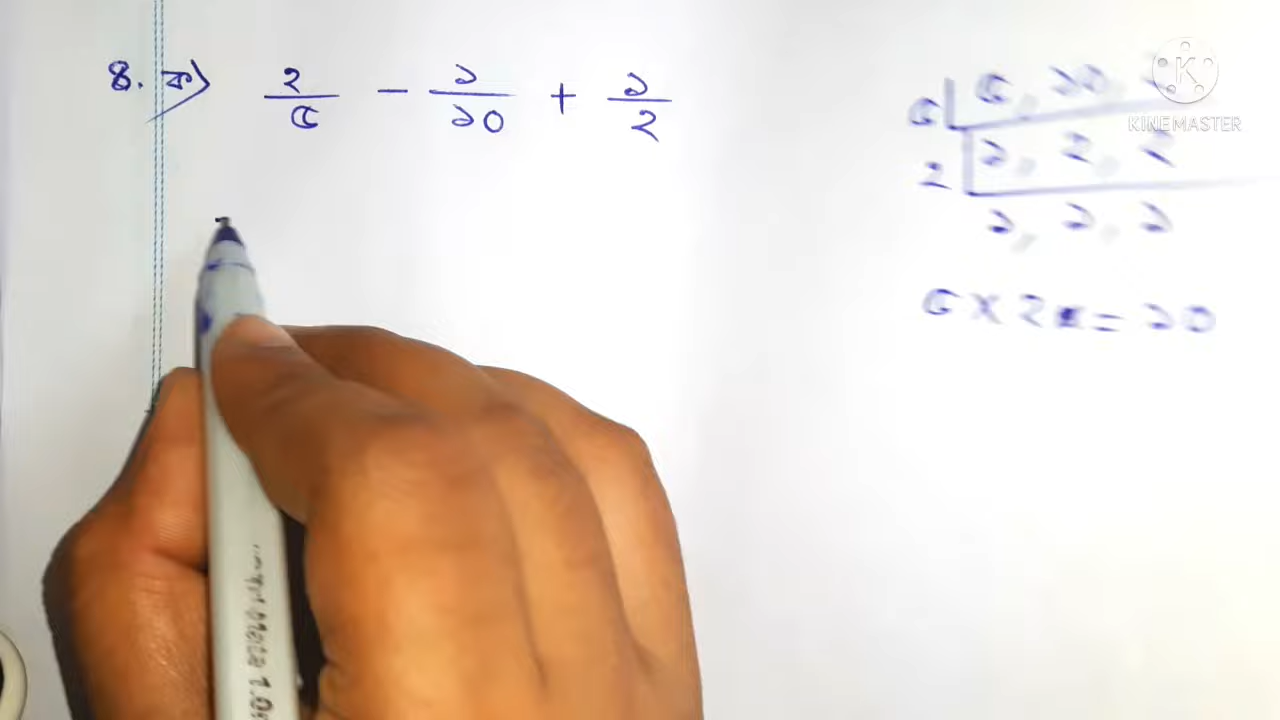 ৪. ক) ২/৫ - ১/১০ + ১/২
৫ | ৫, ১০, ২
২ | ১, ২, ২
১, ১, ১
৫ × ২ = ১০
K
KINEMASTER